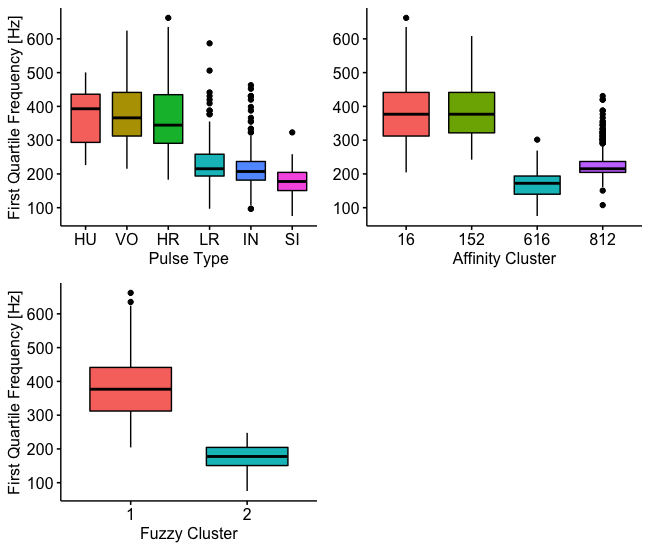 First Quartile Frequency [Hz]
600
500
400
300
200
100
HU VO HR LR IN SI
Pulse Type
600
500
400
300
200
100
16 152 616 812
Affinity Cluster
First Quartile Frequency [Hz]
600
500
400
300
200
100
1 2
Fuzzy Cluster